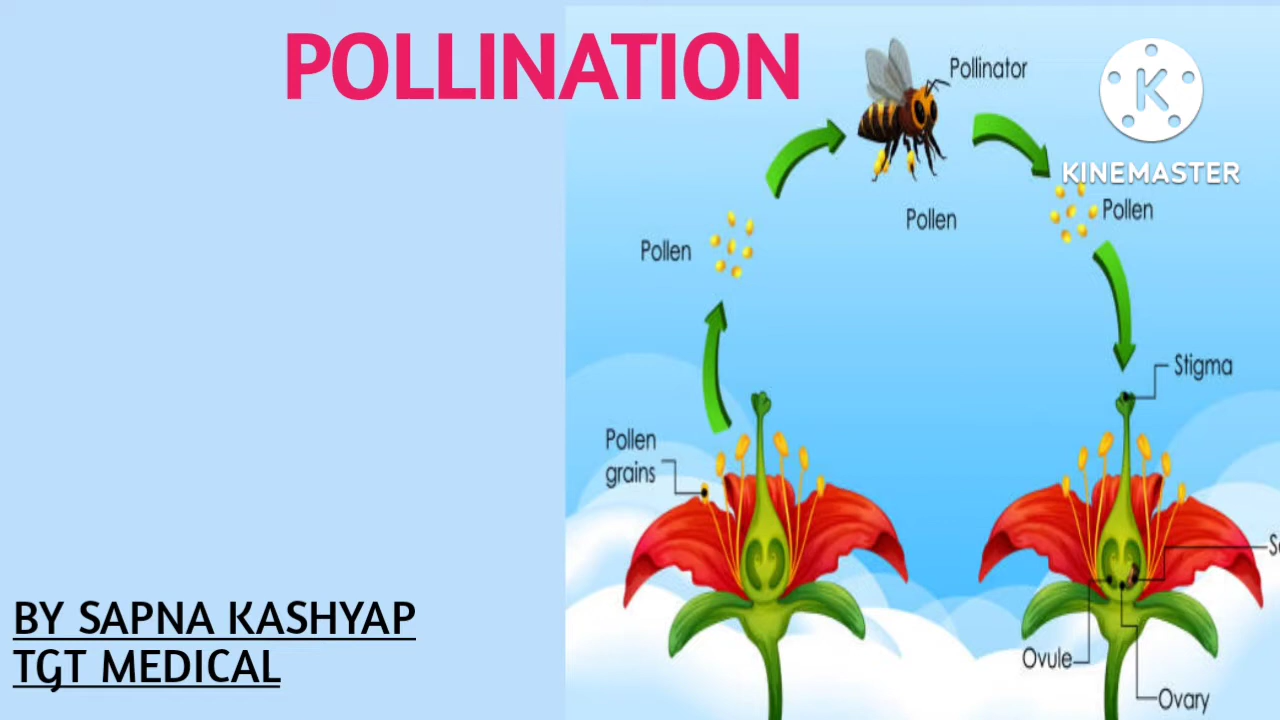 POLLINATION
Pollinator
K
KINEMASTER
Pollen
Pollen
Pollen
Stigma
Pollen
grains
Ovule
Ovary
BY SAPNA KASHYAP
TGT MEDICAL